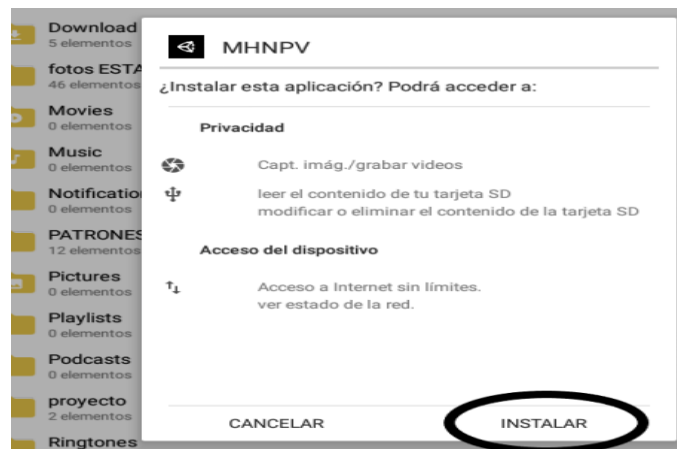 Download
5 elementos
fotos ESTA
46 elementos
Movies
0 elementos
Music
0 elementos
Notificatio
0 elementos
PATRONES
12 elementos
Pictures
0 elementos
Playlists
0 elementos
Podcasts
0 elementos
proyecto
2 elementos
Ringtones
MHNPV
¿Instalar esta aplicación? Podrá acceder a:
Privacidad
Capt. imág./grabar videos
leer el contenido de tu tarjeta SD
modificar o eliminar el contenido de la tarjeta SD
Acceso del dispositivo
Acceso a Internet sin límites.
ver estado de la red.
CANCELAR
INSTALAR